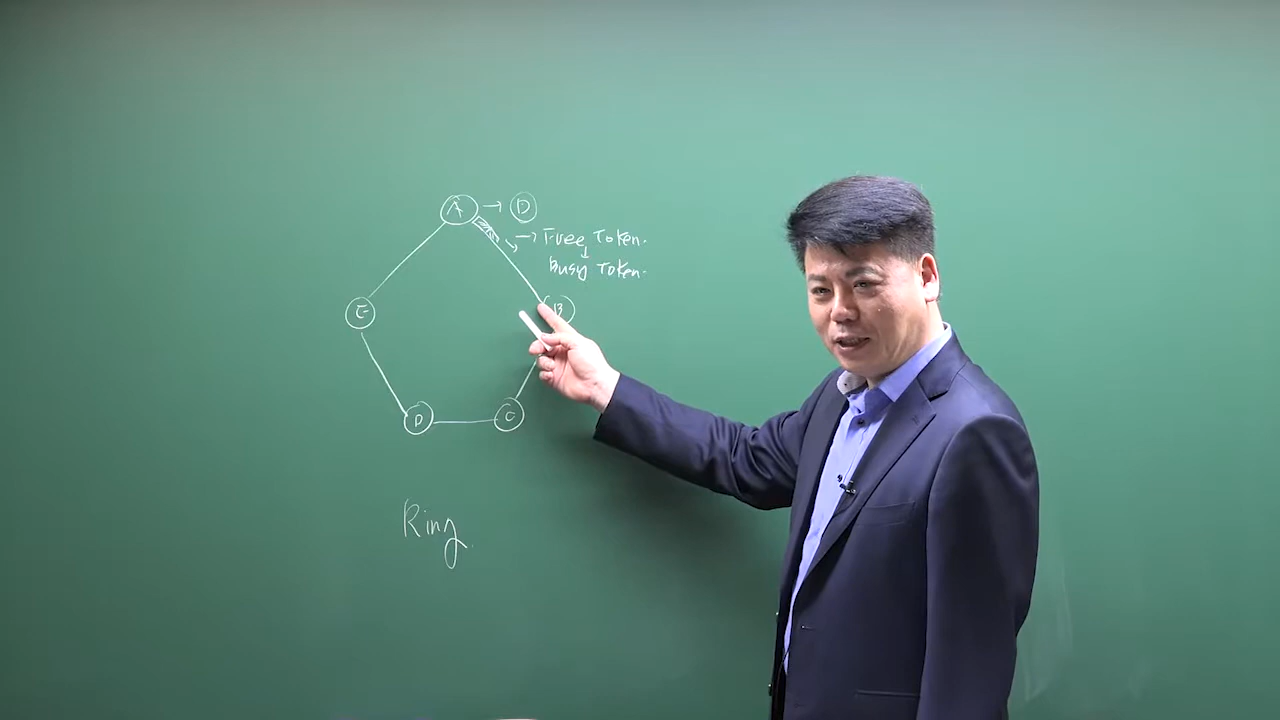 A → D
→ Free Token.
↓
Busy Token.
E
B
D
C
Ring.